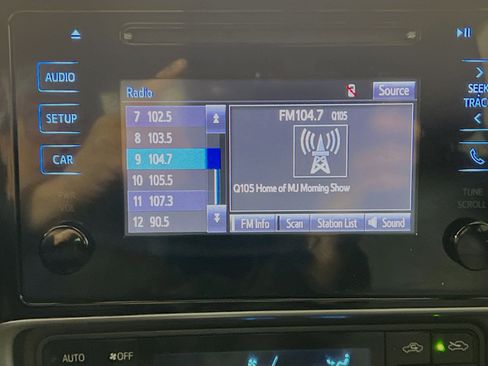 AUDIO
SETUP
CAR
Radio
Source
7 102.5
8 103.5
9 104.7
10 105.5
11 107.3
12 90.5
FM104.7 Q105
Q105 Home of MJ Morning Show
FM Info
Scan
Station List
Sound
SEEK
TRACK
PWR
VOL
TUNE
SCROLL
AUTO
OFF